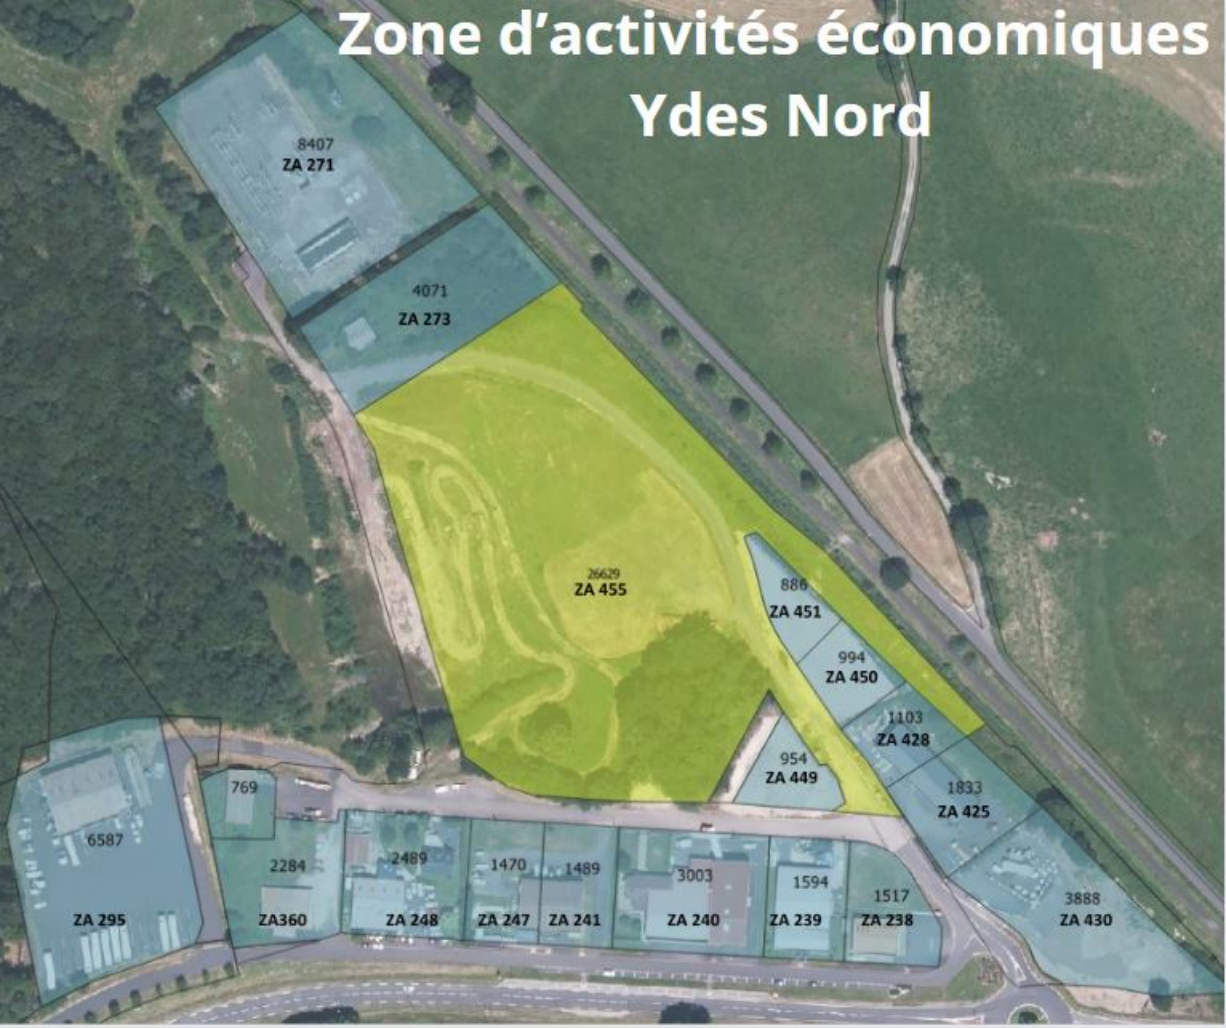 Zone d’activités économiques
Ydes Nord
8407
ZA 271
4071
ZA 273
26629
ZA 455
886
ZA 451
994
ZA 450
1103
ZA 428
954
ZA 449
1833
ZA 425
769
6587
ZA 295
2284
ZA360
2489
ZA 248
1470
ZA 247
1489
ZA 241
3003
ZA 240
1594
ZA 239
1517
ZA 238
3888
ZA 430